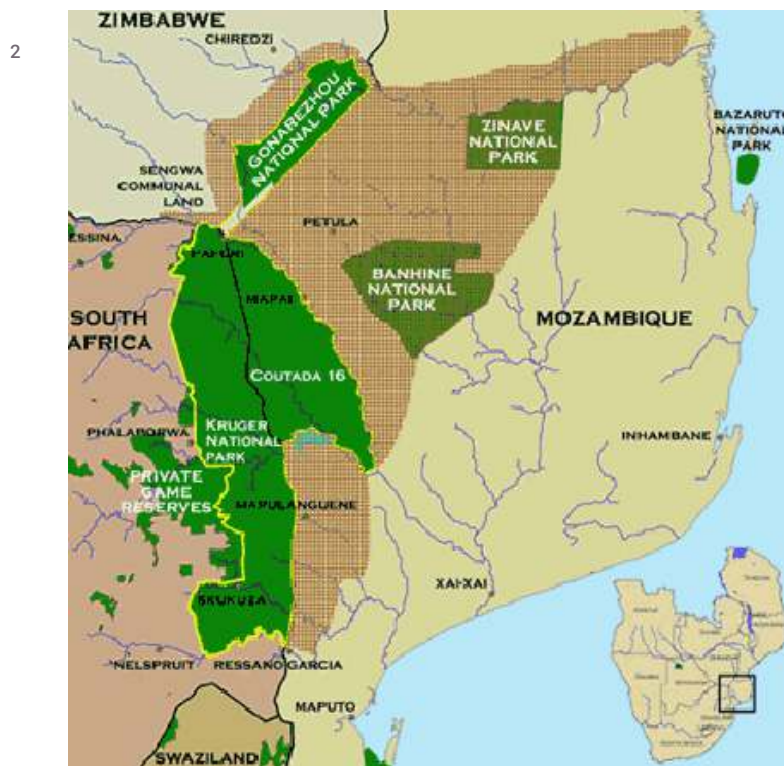 2
ZIMBABWE
CHIREDZI
GONAREZHOU
NATIONAL PARK
ZINAVE
NATIONAL
PARK
BAZARUTO
NATIONAL
PARK
SENGWA
COMMUNAL
LAND
PETULA
ESSINA
PAFURI
BANHINE
NATIONAL
PARK
MIAPAI
SOUTH
AFRICA
MOZAMBIQUE
COUTADA 16
KRUGER
NATIONAL
PARK
PHALABORWA
INHAMBANE
PRIVATE
GAME
RESERVES
MAPULANGUENE
XAI-XAI
SKUKUZA
NELSPRUIT
RESSANO GARCIA
MAPUTO
SWAZILAND